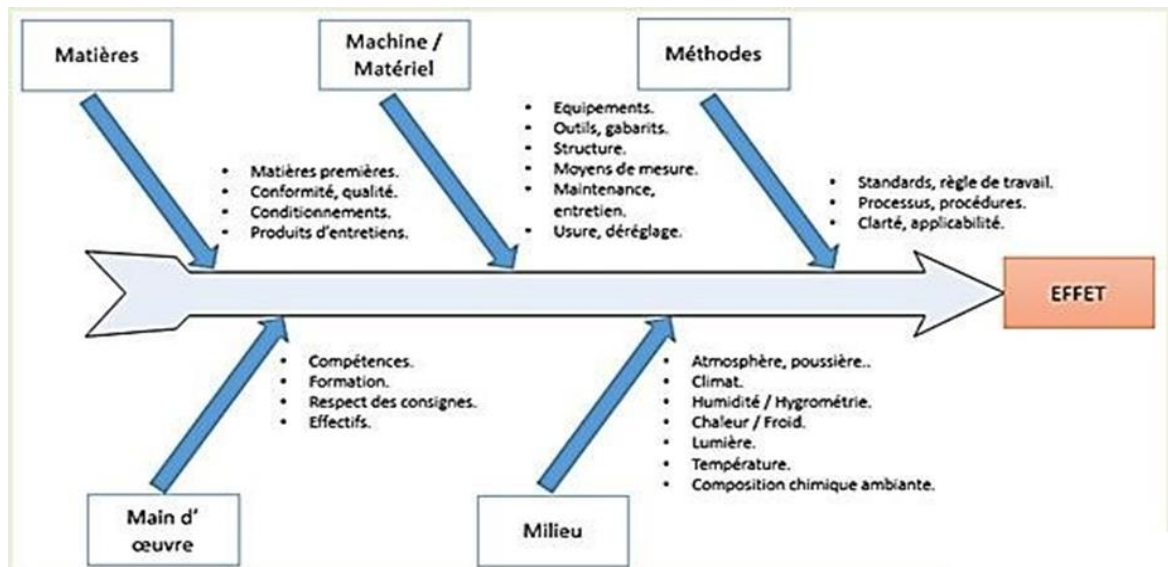 Matières
Machine /
Matériel
Méthodes
• Matières premières.
• Conformité, qualité.
• Conditionnements.
• Produits d'entretiens.
• Equipements.
• Outils, gabarits.
• Structure.
• Moyens de mesure.
• Maintenance,
entretien.
• Usure, déréglage.
• Standards, règle de travail.
• Processus, procédures.
• Clarté, applicabilité.
EFFET
• Compétences.
• Formation.
• Respect des consignes.
• Effectifs.
• Atmosphère, poussière..
• Climat.
• Humidité / Hygrométrie.
• Chaleur / Froid.
• Lumière.
• Température.
• Composition chimique ambiante.
Main d'
œuvre
Milieu